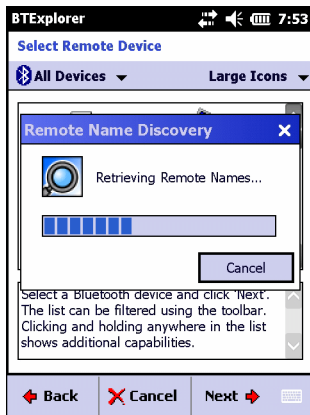 BTExplorer 7:53
Select Remote Device
All Devices Large Icons
Remote Name Discovery
Retrieving Remote Names...
Cancel
Select a Bluetooth device and click 'Next'.
The list can be filtered using the toolbar.
Clicking and holding anywhere in the list
shows additional capabilities.
Back Cancel Next